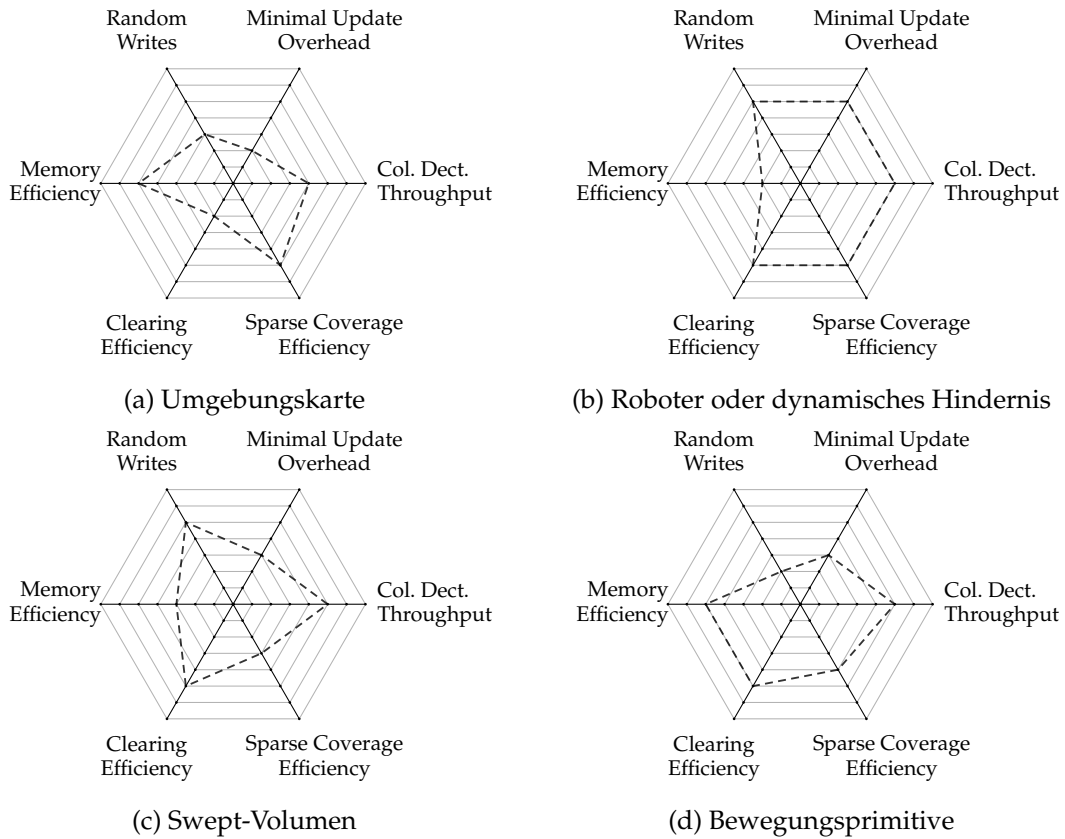 Random
Writes
Minimal Update
Overhead
Memory
Efficiency
Col. Dect.
Throughput
Clearing
Efficiency
Sparse Coverage
Efficiency
(a) Umgebungskarte
Random
Writes
Minimal Update
Overhead
Memory
Efficiency
Col. Dect.
Throughput
Clearing
Efficiency
Sparse Coverage
Efficiency
(b) Roboter oder dynamisches Hindernis
Random
Writes
Minimal Update
Overhead
Memory
Efficiency
Col. Dect.
Throughput
Clearing
Efficiency
Sparse Coverage
Efficiency
(c) Swept-Volumen
Random
Writes
Minimal Update
Overhead
Memory
Efficiency
Col. Dect.
Throughput
Clearing
Efficiency
Sparse Coverage
Efficiency
(d) Bewegungsprimitive